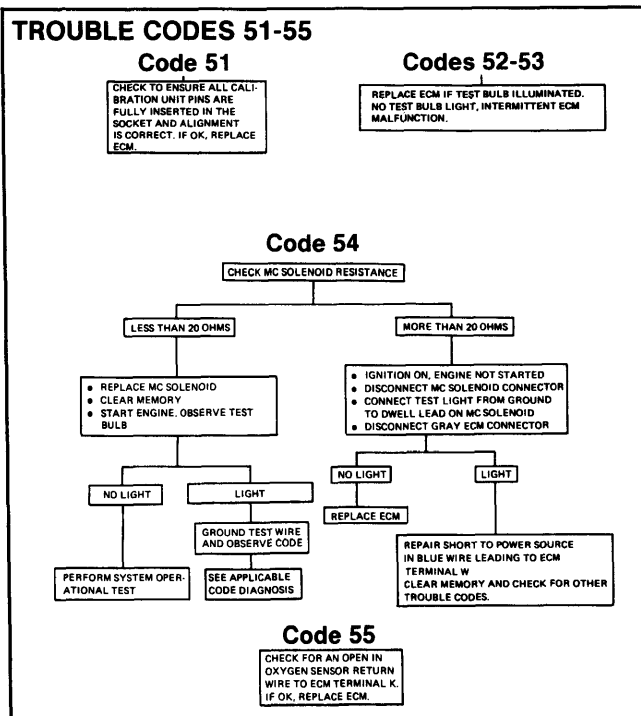 TROUBLE CODES 51-55
Code 51
CHECK TO ENSURE ALL CALI-
BRATION UNIT PINS ARE
FULLY INSERTED IN THE
SOCKET AND ALIGNMENT
IS CORRECT. IF OK, REPLACE
ECM.
Codes 52-53
REPLACE ECM IF TEST BULB ILLUMINATED.
NO TEST BULB LIGHT, INTERMITTENT ECM
MALFUNCTION.
Code 54
CHECK MC SOLENOID RESISTANCE
LESS THAN 20 OHMS
MORE THAN 20 OHMS
• REPLACE MC SOLENOID
• CLEAR MEMORY
• START ENGINE, OBSERVE TEST
BULB
• IGNITION ON, ENGINE NOT STARTED
• DISCONNECT MC SOLENOID CONNECTOR
• CONNECT TEST LIGHT FROM GROUND
TO DWELL LEAD ON MC SOLENOID
• DISCONNECT GRAY ECM CONNECTOR
NO LIGHT
LIGHT
NO LIGHT
LIGHT
GROUND TEST WIRE
AND OBSERVE CODE
REPLACE ECM
PERFORM SYSTEM OPER-
ATIONAL TEST
SEE APPLICABLE
CODE DIAGNOSIS
REPAIR SHORT TO POWER SOURCE
IN BLUE WIRE LEADING TO ECM
TERMINAL W
CLEAR MEMORY AND CHECK FOR OTHER
TROUBLE CODES.
Code 55
CHECK FOR AN OPEN IN
OXYGEN SENSOR RETURN
WIRE TO ECM TERMINAL K.
IF OK, REPLACE ECM.